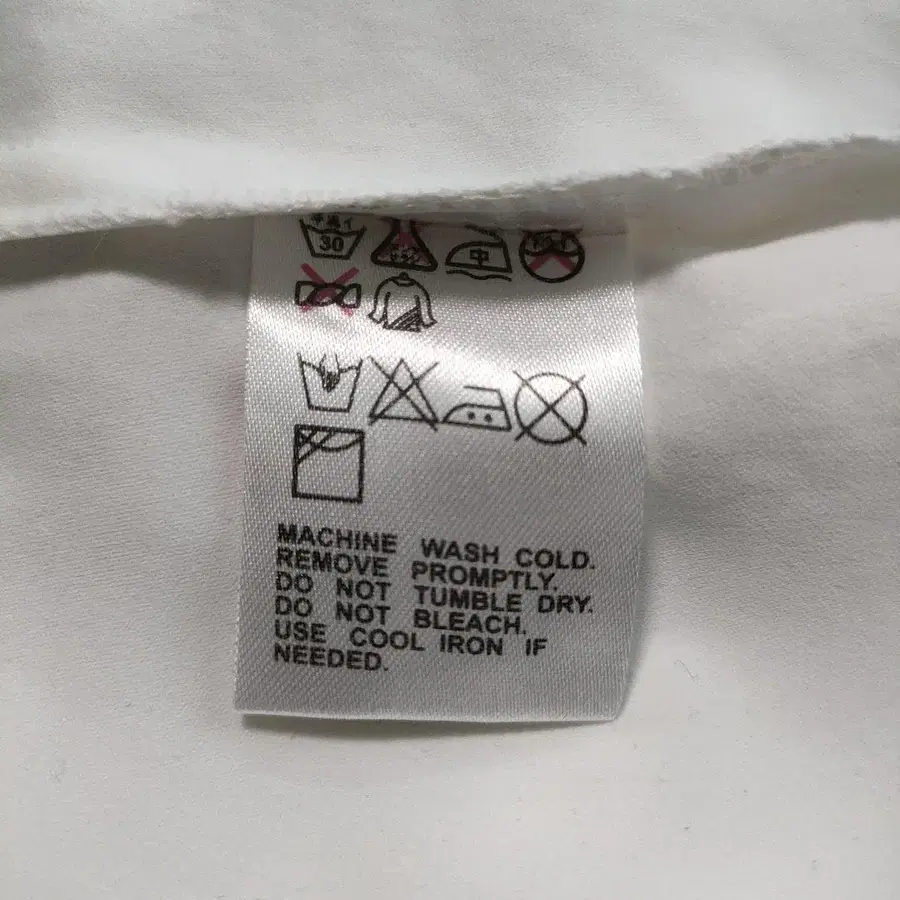 30
中
MACHINE WASH COLD.
REMOVE PROMPTLY.
DO NOT TUMBLE DRY.
DO NOT BLEACH.
USE COOL IRON IF
NEEDED.